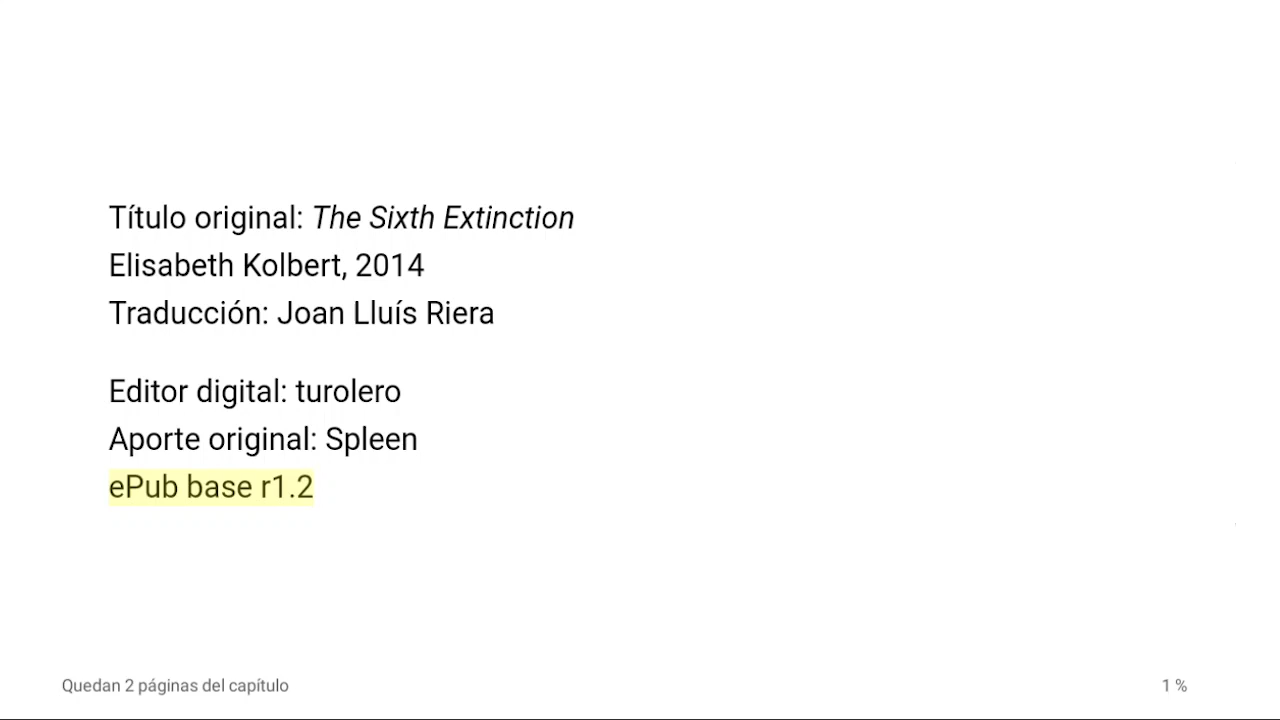 Título original: The Sixth Extinction
Elisabeth Kolbert, 2014
Traducción: Joan Lluís Riera
Editor digital: turolero
Aporte original: Spleen
ePub base r1.2
Quedan 2 páginas del capítulo
1 %